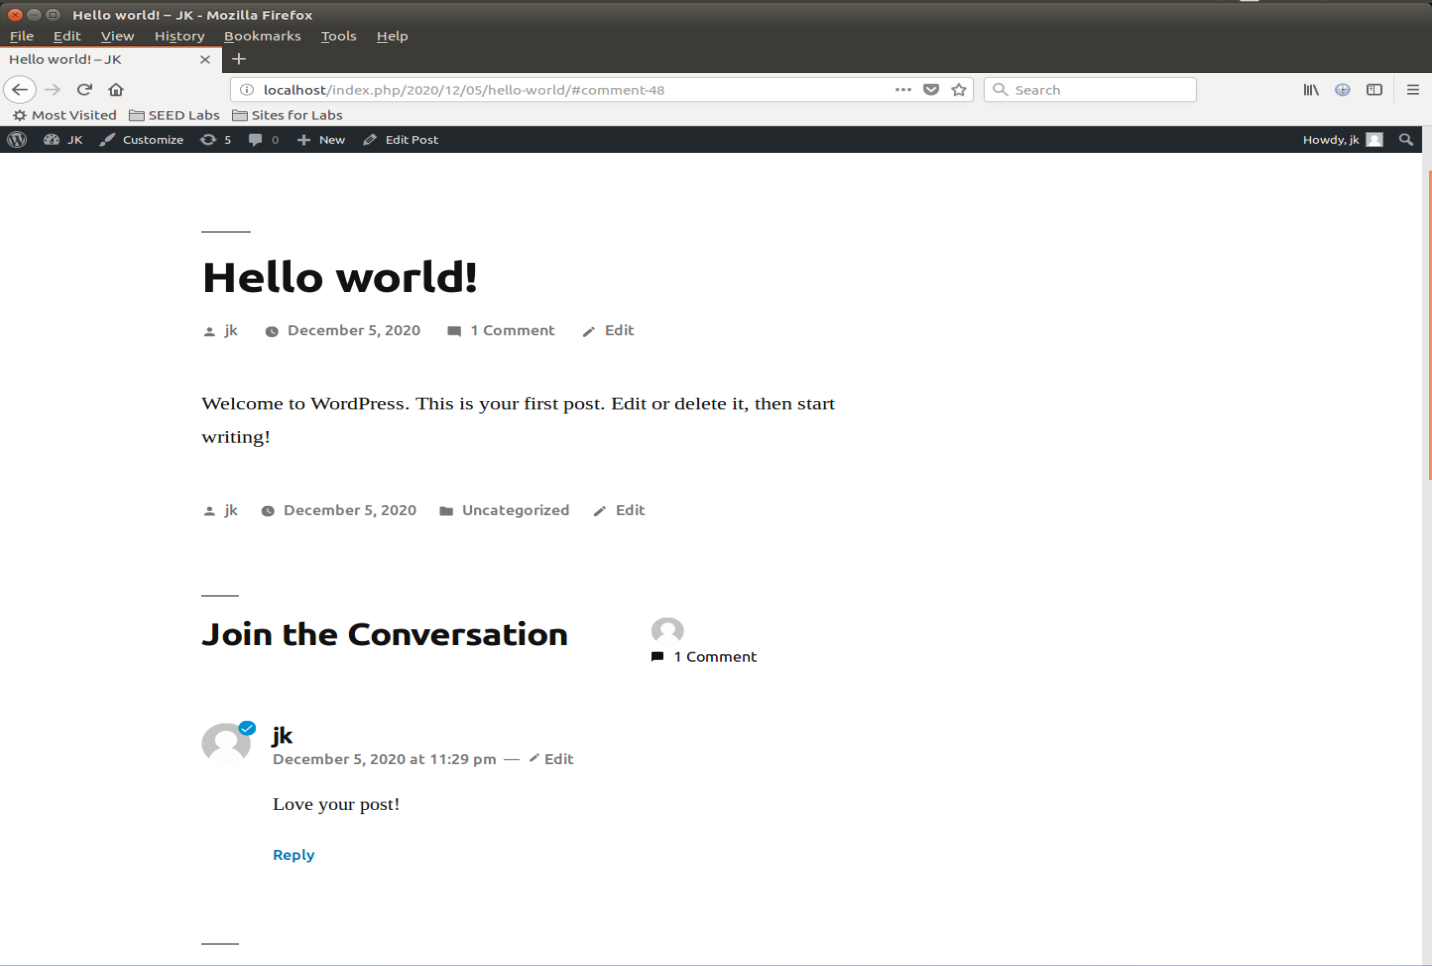 Hello world! – JK - Mozilla Firefox
File Edit View History Bookmarks Tools Help
Hello world! – JK
localhost/index.php/2020/12/05/hello-world/#comment-48
Search
Most Visited SEED Labs Sites for Labs
JK Customize 5 0 New Edit Post Howdy, jk
Hello world!
jk December 5, 2020 1 Comment Edit
Welcome to WordPress. This is your first post. Edit or delete it, then start
writing!
jk December 5, 2020 Uncategorized Edit
Join the Conversation
1 Comment
jk
December 5, 2020 at 11:29 pm — Edit
Love your post!
Reply